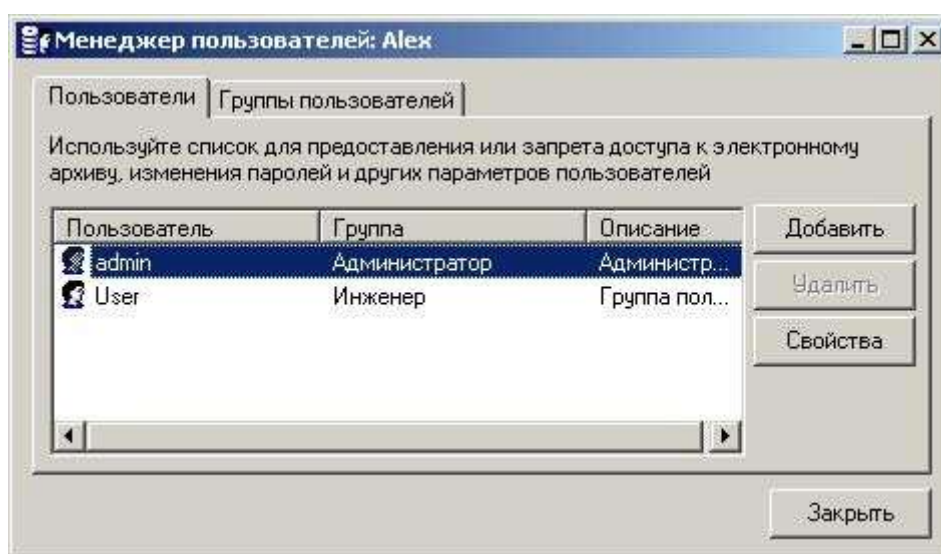 Менеджер пользователей: Alex
Пользователи Группы пользователей
Используйте список для предоставления или запрета доступа к электронному
архиву, изменения паролей и других параметров пользователей
Пользователь Группа Описание
admin Администратор Администр...
User Инженер Группа пол...
Добавить
Удалить
Свойства
Закрыть